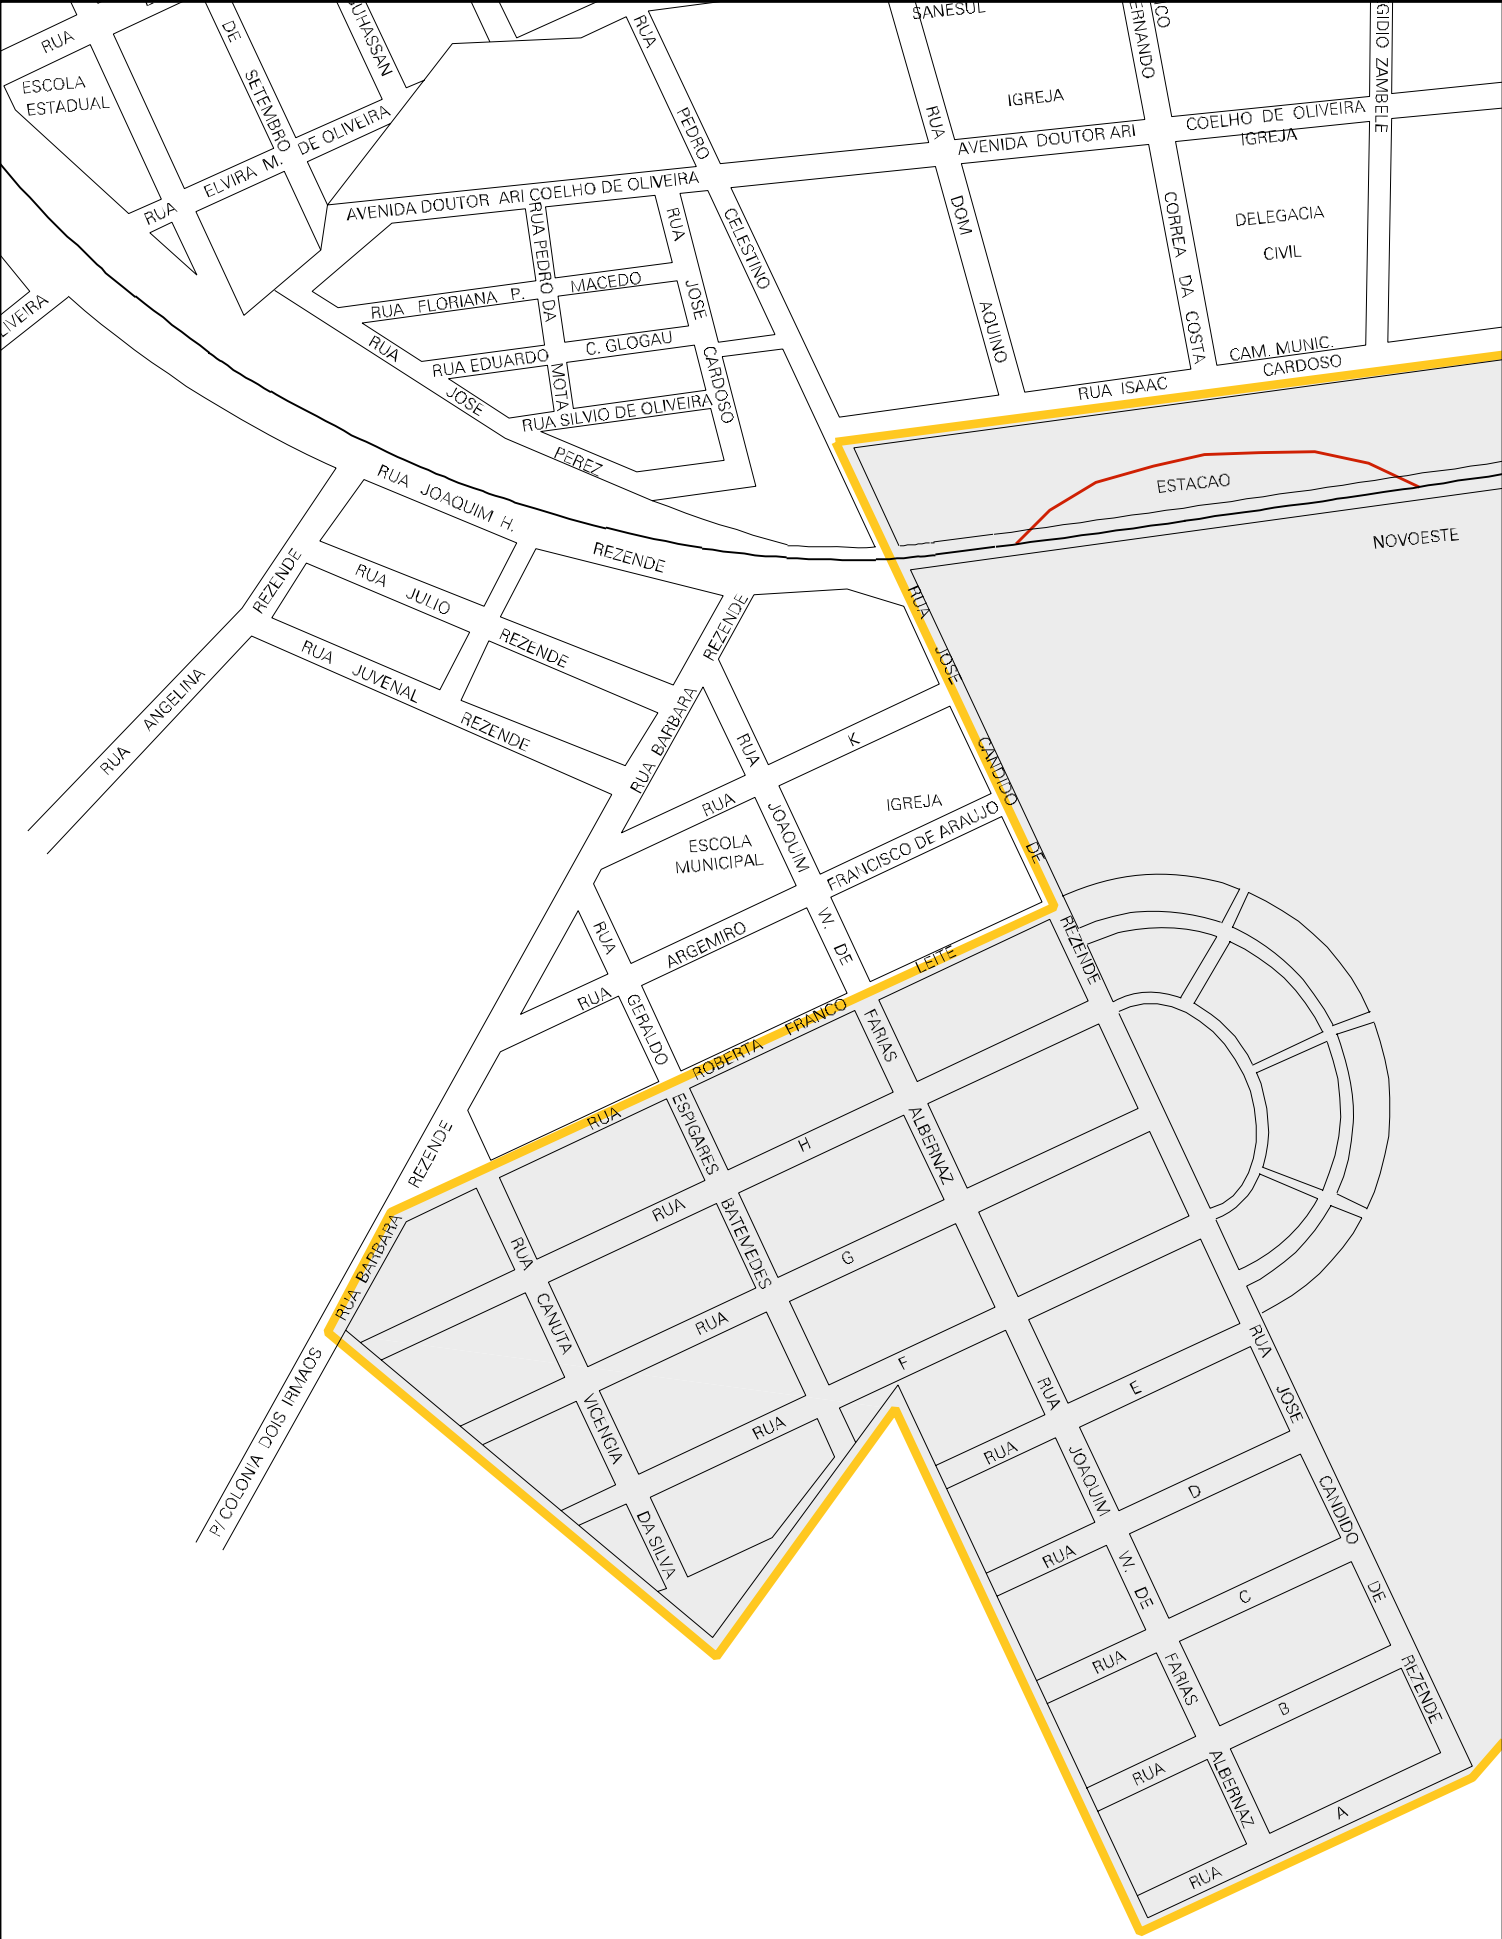 RUA
ESCOLA
ESTADUAL
DE
SETEMBRO
ELVIRA M. DE OLIVEIRA
RUA
SANESUL
IGREJA
RUA
PEDRO
CELESTINO
AVENIDA DOUTOR ARI COELHO DE OLIVEIRA
RUA
DOM
AQUINO
AVENIDA DOUTOR ARI
COELHO DE OLIVEIRA
IGREJA
CORREA DA COSTA
DELEGACIA
CIVIL
CAM. MUNIC.
RUA ISAAC
CARDOSO
RUA PEDRO DA
MOTA
RUA
JOSE
CARDOSO
RUA FLORIANA P.
MACEDO
RUA EDUARDO
C. GLOGAU
RUA SILVIO DE OLIVEIRA
RUA
JOSE
PEREZ
ESTACAO
NOVOESTE
RUA JOAQUIM H.
REZENDE
RUA JULIO
REZENDE
RUA JUVENAL
REZENDE
RUA ANGELINA
REZENDE
RUA BARBARA
REZENDE
RUA
JOSE
CANDIDO
DE
REZENDE
RUA
K
RUA
JOAQUIM
W. DE
FARIAS
ALBERNAZ
IGREJA
ESCOLA
MUNICIPAL
FRANCISCO DE ARAUJO
RUA
ARGEMIRO
RUA
GERALDO
ESPIGARES
BATEMEDES
RUA
ROBERTA
FRANCO
LEITE
REZENDE
RUA BARBARA
P/ COLONIA DOIS IRMAOS
RUA
H
RUA
CANUTA
VICENGIA
DA SILVA
RUA
G
RUA
F
RUA
E
RUA
JOAQUIM
W. DE
FARIAS
ALBERNAZ
RUA
JOSE
CANDIDO
DE
REZENDE
RUA
D
RUA
C
RUA
B
RUA
A